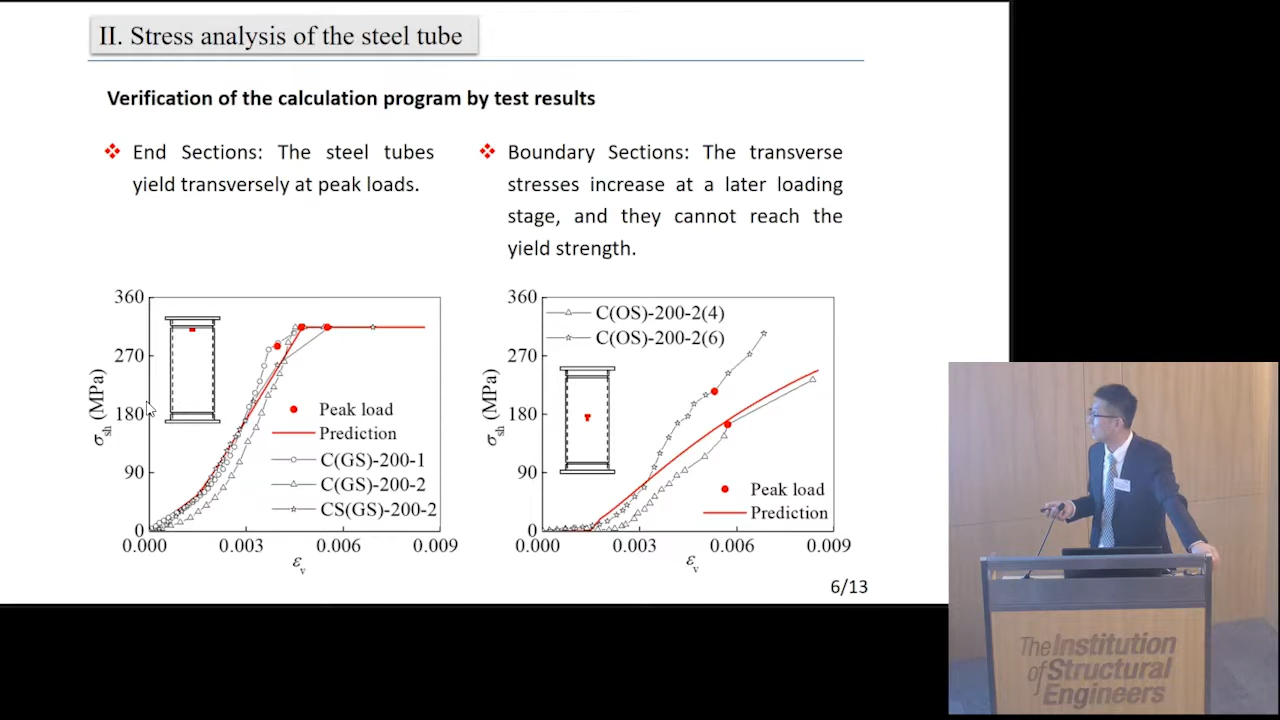 II. Stress analysis of the steel tube
Verification of the calculation program by test results
❖ End Sections: The steel tubes
yield transversely at peak loads.
❖ Boundary Sections: The transverse
stresses increase at a later loading
stage, and they cannot reach the
yield strength.
360
270
180
90
0
σsh (MPa)
Peak load
Prediction
C(GS)-200-1
C(GS)-200-2
CS(GS)-200-2
0.000 0.003 0.006 0.009
εv
360
270
180
90
0
σsh (MPa)
C(OS)-200-2(4)
C(OS)-200-2(6)
Peak load
Prediction
0.000 0.003 0.006 0.009
εv
6/13
The Institution
of Structural
Engineers